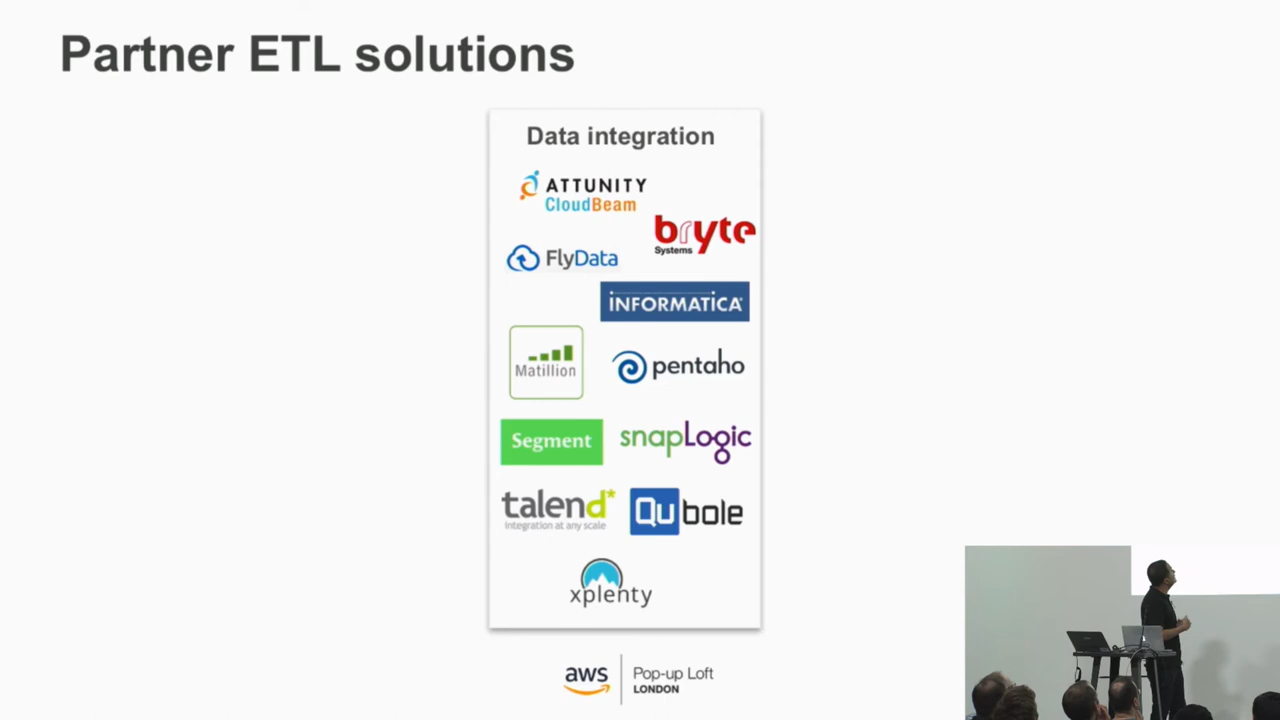 Partner ETL solutions
Data integration
ATTUNITY
CloudBeam
bryte
Systems
FlyData
INFORMATICA
Matillion
pentaho
Segment
snapLogic
talend*
Integration at any scale
Qubole
xplenty
aws
Pop-up Loft
LONDON